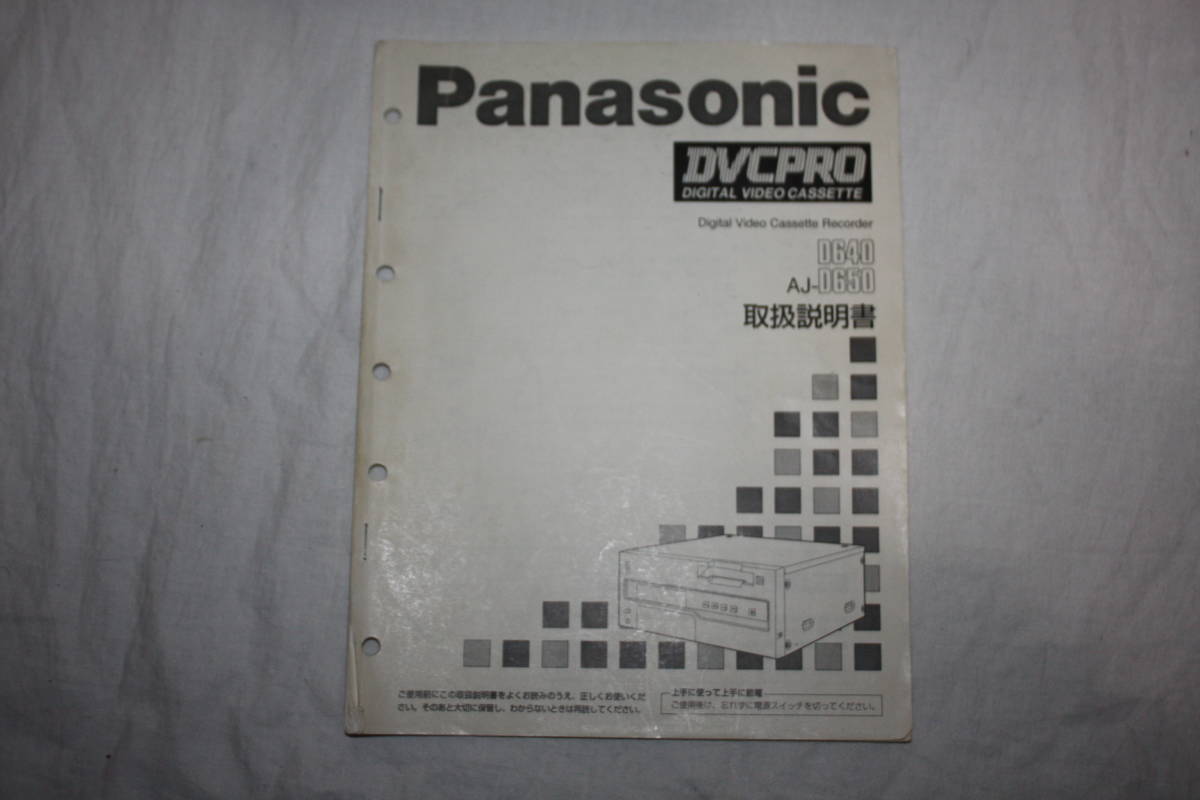 Panasonic
DVCPRO
DIGITAL VIDEO CASSETTE
Digital Video Cassette Recorder
D640
AJ-D650
取扱説明書
ご使用前にこの取扱説明書をよくお読みのうえ、正しくお使いくだ
さい。そのあと大切に保管し、わからないときは再読してください。
上手に使って上手に節電
ご使用後は、忘れずに電源スイッチを切ってください。